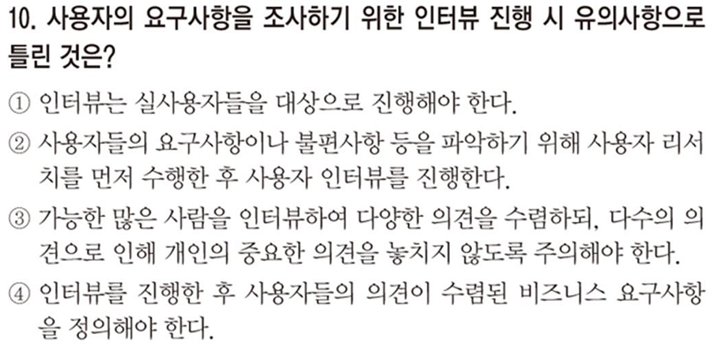 10. 사용자의 요구사항을 조사하기 위한 인터뷰 진행 시 유의사항으로
틀린 것은?
① 인터뷰는 실사용자들을 대상으로 진행해야 한다.
② 사용자들의 요구사항이나 불편사항 등을 파악하기 위해 사용자 리서
치를 먼저 수행한 후 사용자 인터뷰를 진행한다.
③ 가능한 많은 사람을 인터뷰하여 다양한 의견을 수렴하되, 다수의 의
견으로 인해 개인의 중요한 의견을 놓치지 않도록 주의해야 한다.
④ 인터뷰를 진행한 후 사용자들의 의견이 수렴된 비즈니스 요구사항
을 정의해야 한다.